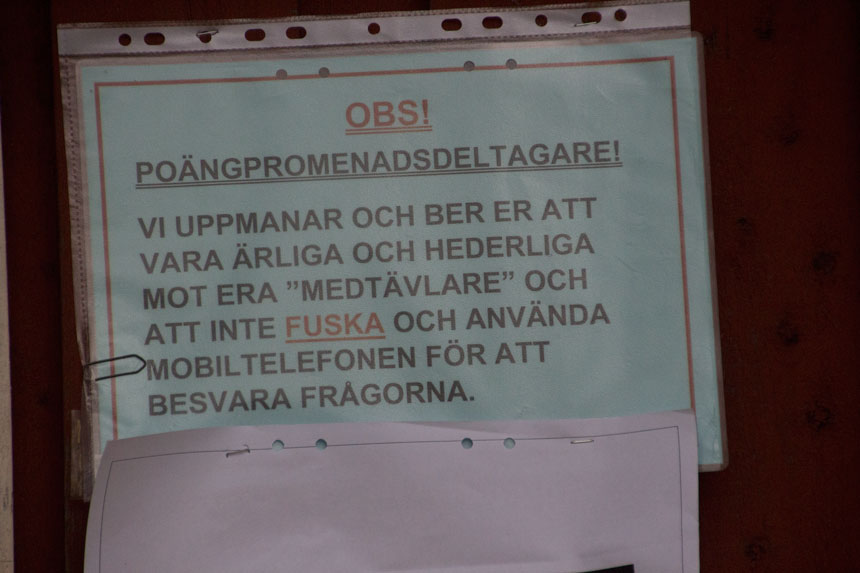 OBS!
POÄNGPROMENADSDELTAGARE!
VI UPPMANAR OCH BER ER ATT
VARA ÄRLIGA OCH HEDERLIGA
MOT ERA ”MEDTÄVLARE” OCH
ATT INTE FUSKA OCH ANVÄNDA
MOBILTELEFONEN FÖR ATT
BESVARA FRÅGORNA.